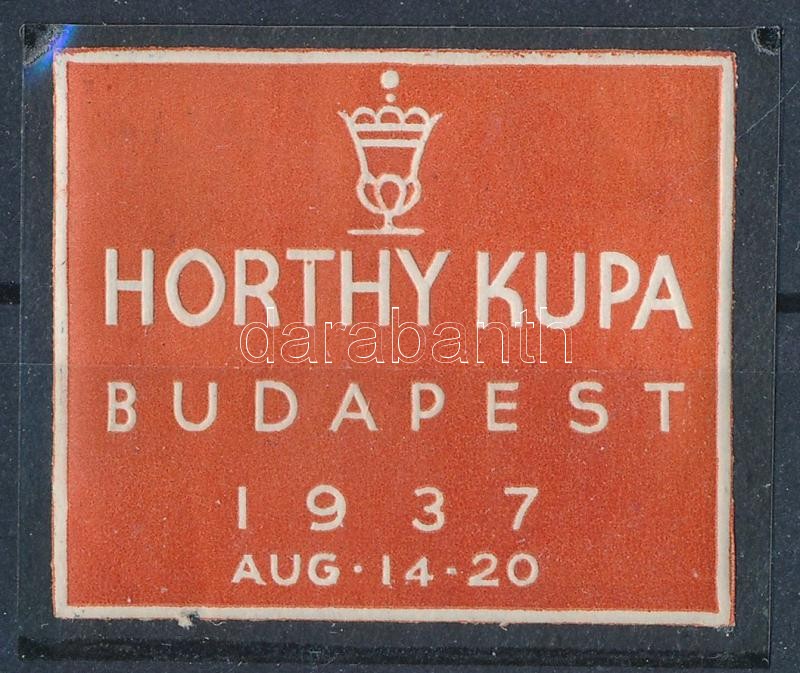 HORTHY KUPA
darabanth
BUDAPEST
1937
AUG·14-20